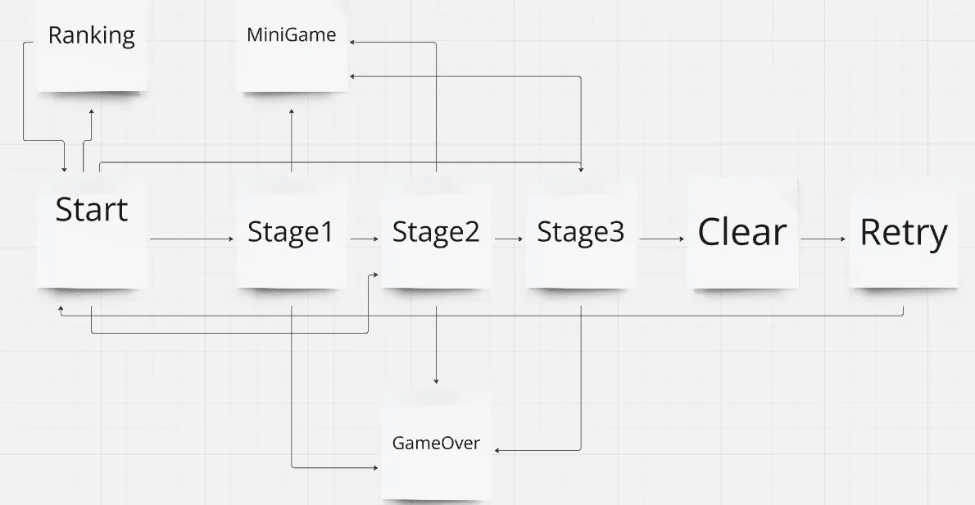 Ranking
MiniGame
Start
Stage1
Stage2
Stage3
Clear
Retry
GameOver